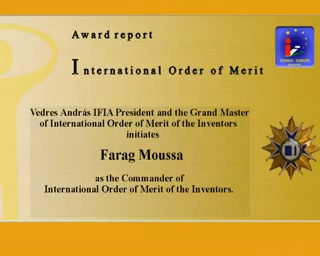 Award report
International Order of Merit
Vedres András IFIA President and the Grand Master
of International Order of Merit of the Inventors
initiates
Farag Moussa
as the Commander of
International Order of Merit of the Inventors.